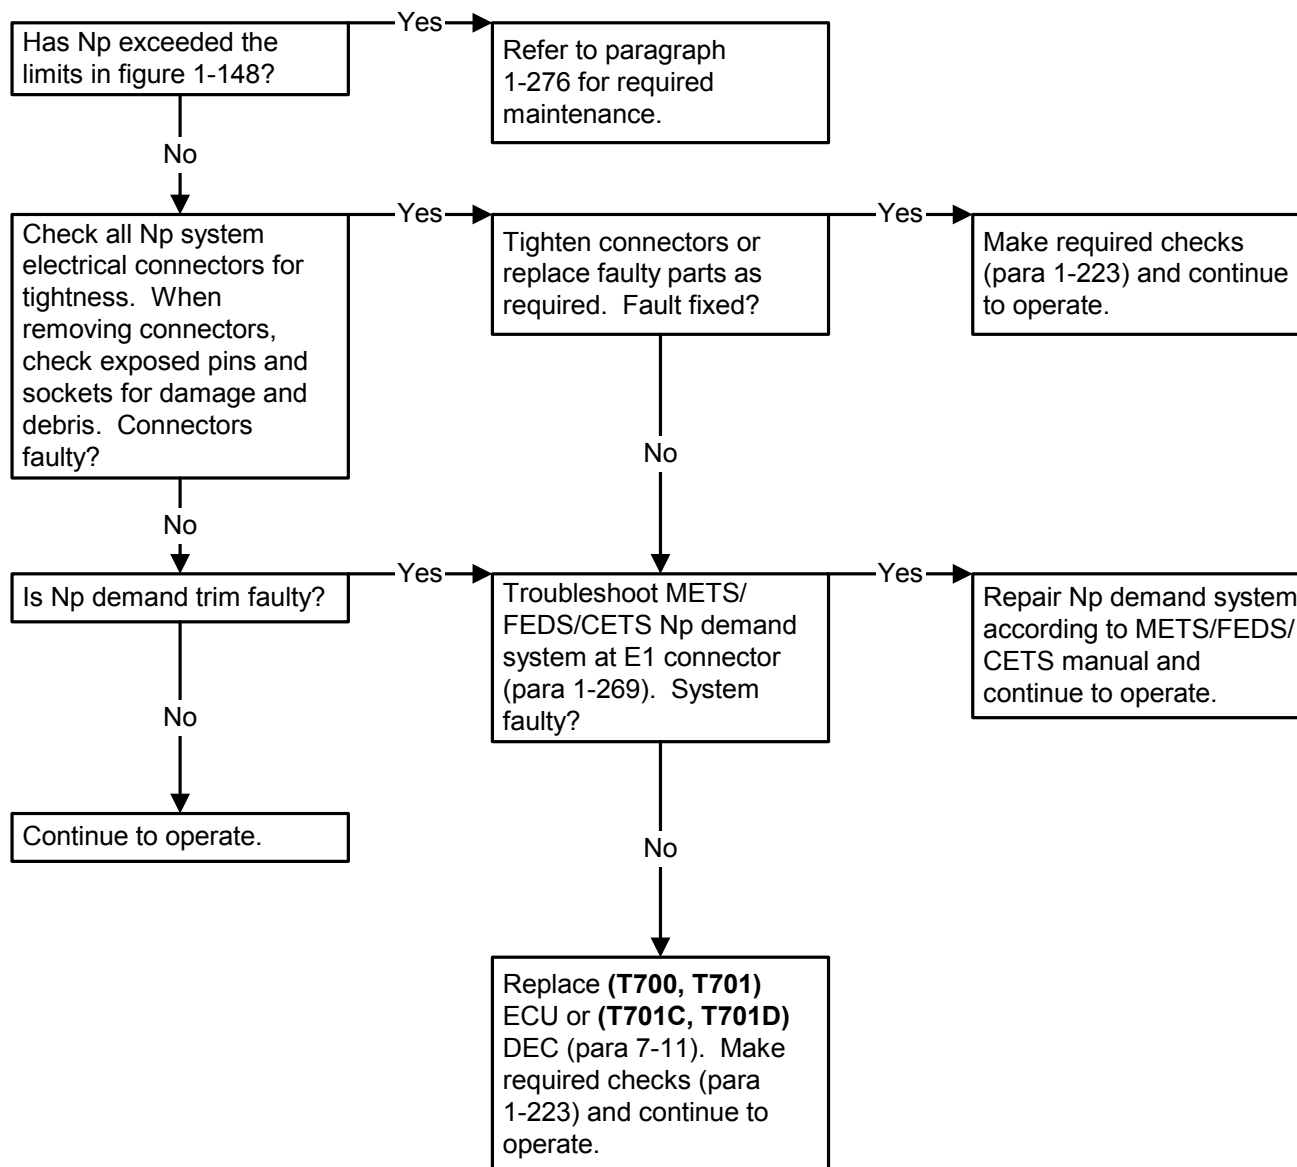 Has Np exceeded the
limits in figure 1-148?
Yes
Refer to paragraph
1-276 for required
maintenance.
No
Check all Np system
electrical connectors for
tightness.  When
removing connectors,
check exposed pins and
sockets for damage and
debris.  Connectors
faulty?
Yes
Tighten connectors or
replace faulty parts as
required.  Fault fixed?
Yes
Make required checks
(para 1-223) and continue
to operate.
No
No
Is Np demand trim faulty?
Yes
Troubleshoot METS/
FEDS/CETS Np demand
system at E1 connector
(para 1-269).  System
faulty?
Yes
Repair Np demand system
according to METS/FEDS/
CETS manual and
continue to operate.
No
Continue to operate.
No
Replace (T700, T701)
ECU or (T701C, T701D)
DEC (para 7-11).  Make
required checks (para
1-223) and continue to
operate.